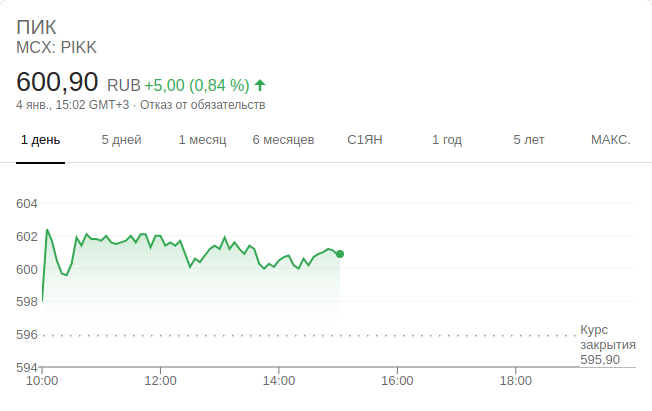 ПИК
MCX: PIKK
600,90 RUB +5,00 (0,84 %)
4 янв., 15:02 GMT+3 · Отказ от обязательств
1 день 5 дней 1 месяц 6 месяцев С1ЯН 1 год 5 лет МАКС.
604
602
600
598
596
594
Курс
закрытия
595,90
10:00 12:00 14:00 16:00 18:00